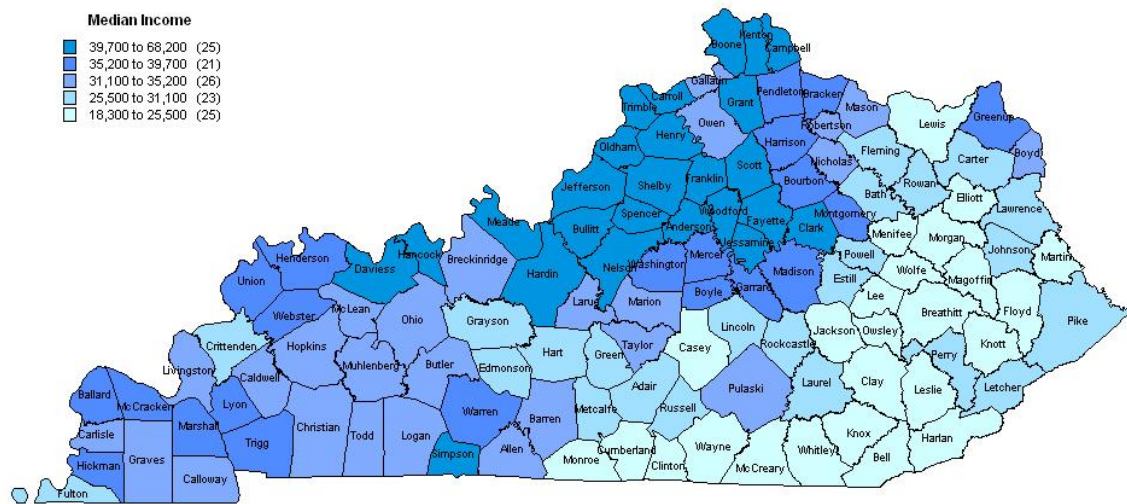 Median Income
39,700 to 68,200 (25)
35,200 to 39,700 (21)
31,100 to 35,200 (26)
25,500 to 31,100 (23)
18,300 to 25,500 (25)
Boone
Kenton
Campbell
Gallatin
Pendleton
Bracken
Mason
Carroll
Grant
Trimble
Owen
Robertson
Lewis
Greenup
Henry
Harrison
Fleming
Oldham
Nicholas
Carter
Boyd
Scott
Rowan
Jefferson
Shelby
Franklin
Bourbon
Bath
Elliott
Spencer
Woodford
Fayette
Montgomery
Lawrence
Meade
Bullitt
Anderson
Clark
Menifee
Morgan
Jessamine
Johnson
Henderson
Hancock
Breckinridge
Nelson
Washington
Mercer
Powell
Martin
Daviess
Hardin
Madison
Estill
Wolfe
Magoffin
Union
Larue
Marion
Boyle
Garrard
Lee
Floyd
Webster
McLean
Ohio
Grayson
Lincoln
Jackson
Owsley
Breathitt
Pike
Crittenden
Hopkins
Hart
Green
Taylor
Casey
Rockcastle
Perry
Knott
Livingston
Caldwell
Muhlenberg
Butler
Edmonson
Adair
Pulaski
Laurel
Clay
Leslie
Letcher
Ballard
McCracken
Lyon
Warren
Barren
Metcalfe
Russell
Carlisle
Marshall
Trigg
Christian
Todd
Logan
Simpson
Allen
Monroe
Cumberland
Clinton
Wayne
McCreary
Whitley
Knox
Bell
Harlan
Hickman
Graves
Calloway
Fulton